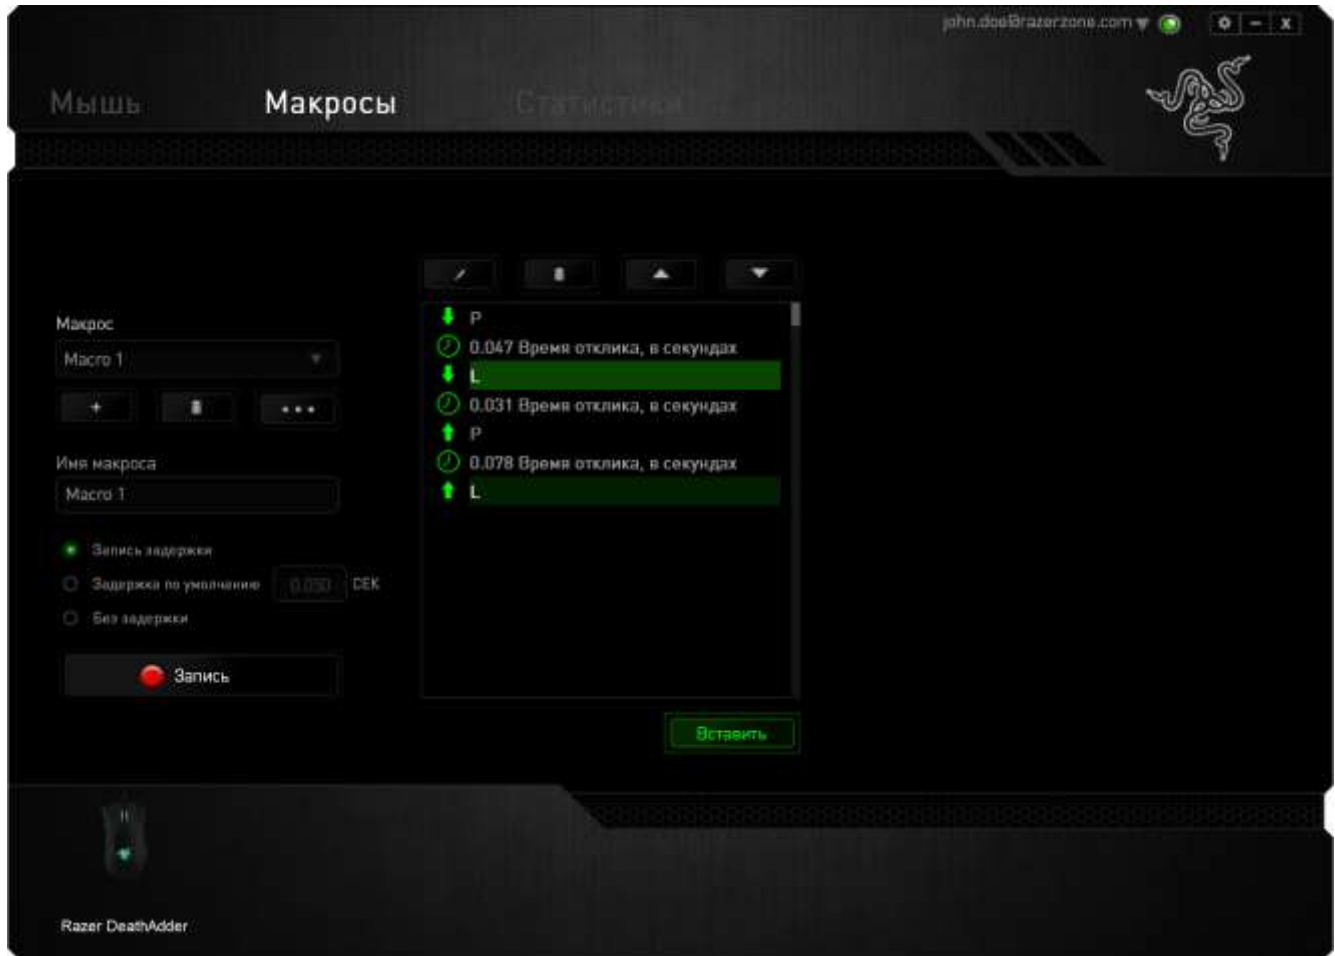 john.doe@razerzone.com
Мышь
Макросы
Статистика
Макрос
Macro 1
Имя макроса
Macro 1
Запись задержки
Задержка по умолчанию 0.050 СЕК
Без задержки
Запись
P
0.047 Время отклика, в секундах
L
0.031 Время отклика, в секундах
P
0.078 Время отклика, в секундах
L
Вставить
Razer DeathAdder